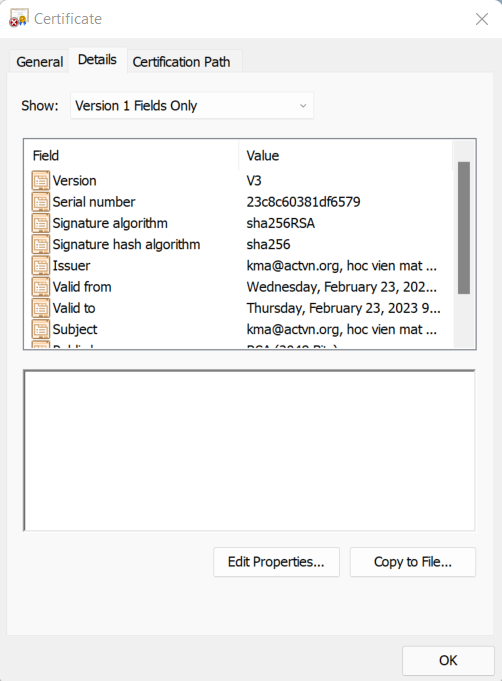 Certificate
General Details Certification Path
Show: Version 1 Fields Only
Field Value
Version V3
Serial number 23c8c60381df6579
Signature algorithm sha256RSA
Signature hash algorithm sha256
Issuer kma@actvn.org, hoc vien mat ...
Valid from Wednesday, February 23, 202...
Valid to Thursday, February 23, 2023 9...
Subject kma@actvn.org, hoc vien mat ...
Edit Properties... Copy to File...
OK